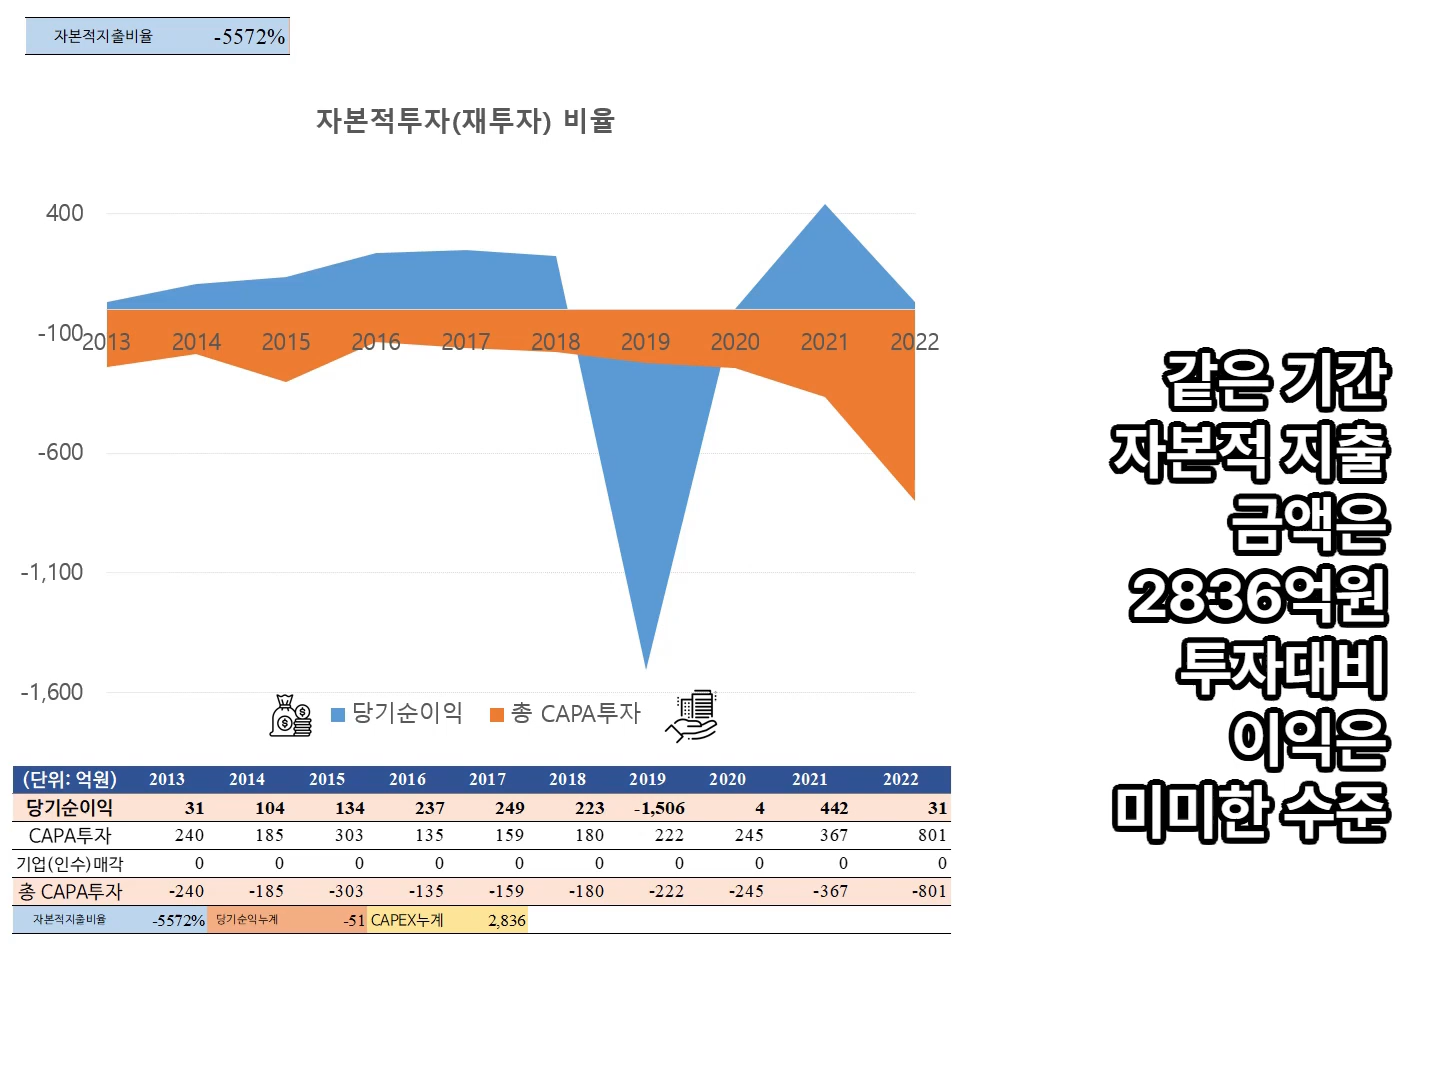 자본적지출비율 -5572%
자본적투자(재투자) 비율
400
-100
-600
-1,100
-1,600
2013 2014 2015 2016 2017 2018 2019 2020 2021 2022
당기순이익 총 CAPA투자
같은 기간
자본적 지출
금액은
2836억원
투자대비
이익은
미미한 수준
(단위: 억원) 2013 2014 2015 2016 2017 2018 2019 2020 2021 2022
당기순이익 31 104 134 237 249 223 -1,506 4 442 31
CAPA투자 240 185 303 135 159 180 222 245 367 801
기업(인수)매각 0 0 0 0 0 0 0 0 0 0
총 CAPA투자 -240 -185 -303 -135 -159 -180 -222 -245 -367 -801
자본적지출비율 -5572% 당기순익누계 -51 CAPEX누계 2,836